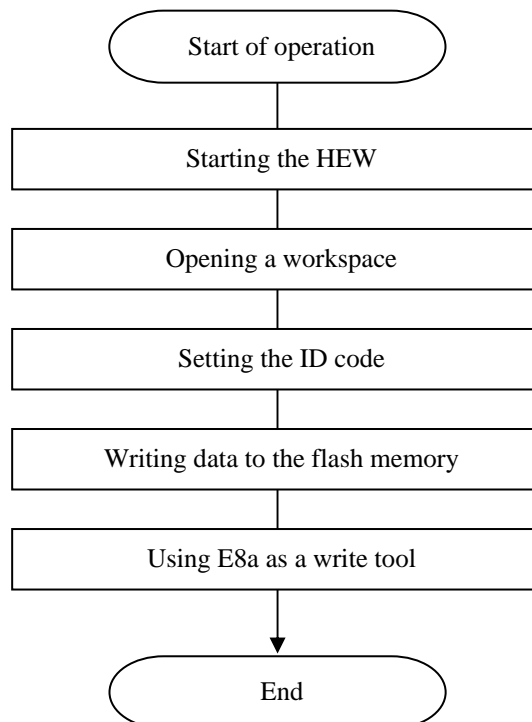 Start of operation
Starting the HEW
Opening a workspace
Setting the ID code
Writing data to the flash memory
Using E8a as a write tool
End